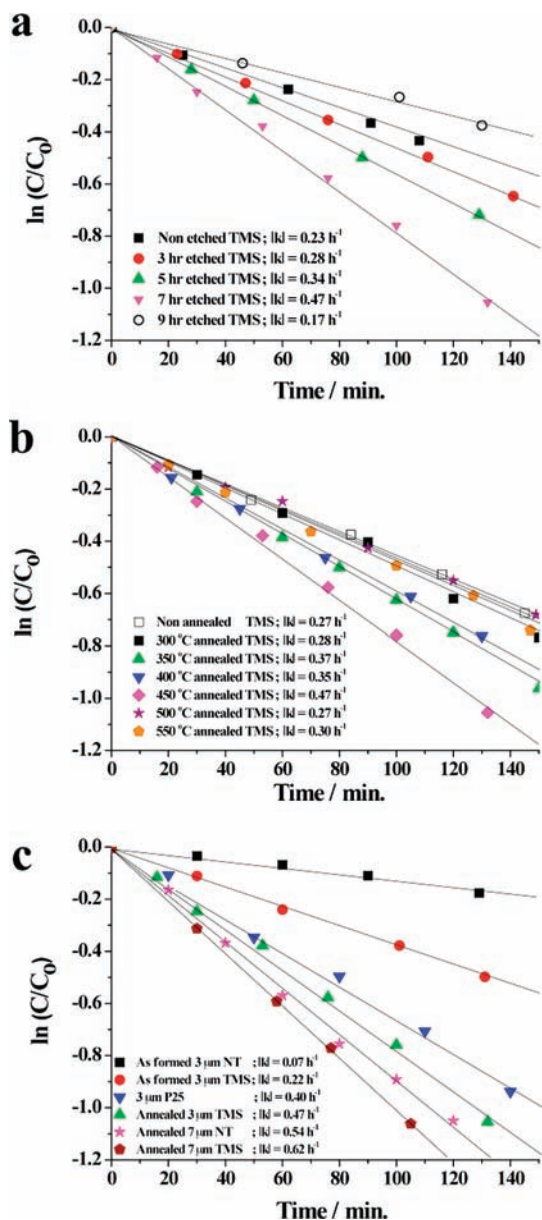 a
0.0
-0.2
-0.4
-0.6
-0.8
-1.0
-1.2
ln (C/C0)
Non etched TMS ; |k| = 0.23 h-1
3 hr etched TMS ; |k| = 0.28 h-1
5 hr etched TMS ; |k| = 0.34 h-1
7 hr etched TMS ; |k| = 0.47 h-1
9 hr etched TMS ; |k| = 0.17 h-1
0 20 40 60 80 100 120 140
Time / min.
b
0.0
-0.2
-0.4
-0.6
-0.8
-1.0
-1.2
ln (C/C0)
Non annealed TMS ; |k| = 0.27 h-1
300 °C annealed TMS ; |k| = 0.28 h-1
350 °C annealed TMS ; |k| = 0.37 h-1
400 °C annealed TMS ; |k| = 0.35 h-1
450 °C annealed TMS ; |k| = 0.47 h-1
500 °C annealed TMS ; |k| = 0.27 h-1
550 °C annealed TMS ; |k| = 0.30 h-1
0 20 40 60 80 100 120 140
Time / min.
c
0.0
-0.2
-0.4
-0.6
-0.8
-1.0
-1.2
ln (C/C0)
As formed 3 μm NT ; |k| = 0.07 h-1
As formed 3 μm TMS ; |k| = 0.22 h-1
3 μm P25 ; |k| = 0.40 h-1
Annealed 3 μm TMS ; |k| = 0.47 h-1
Annealed 7 μm NT ; |k| = 0.54 h-1
Annealed 7 μm TMS ; |k| = 0.62 h-1
0 20 40 60 80 100 120 140
Time / min.